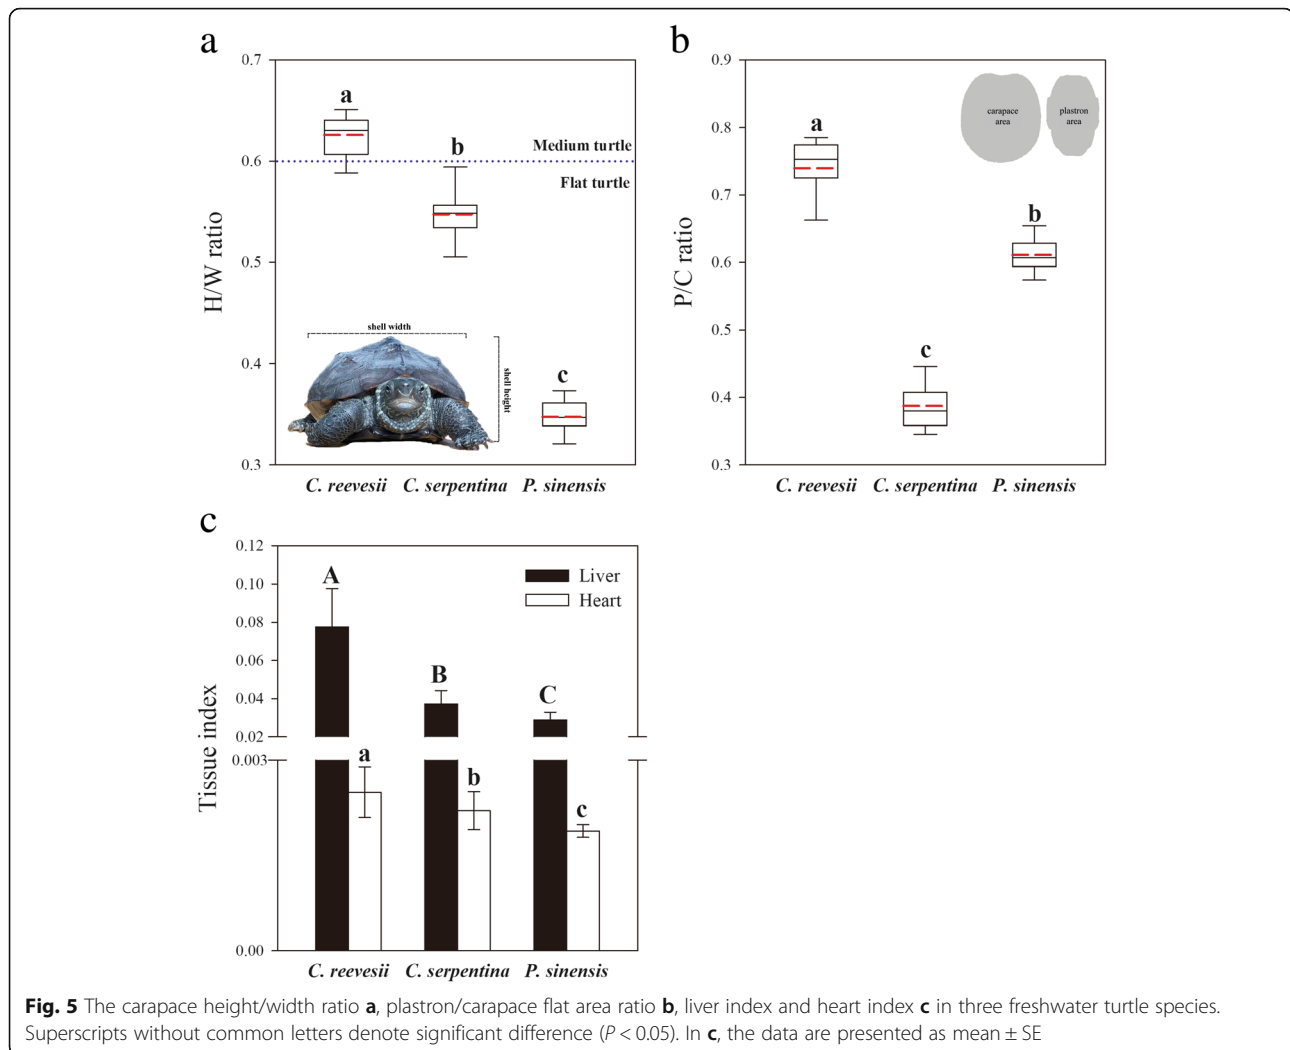 a
0.7
0.6
0.5
0.4
0.3
H/W ratio
a
b
c
Medium turtle
Flat turtle
shell width
shell height
C. reevesii C. serpentina P. sinensis
b
0.9
0.8
0.7
0.6
0.5
0.4
0.3
P/C ratio
a
b
c
carapace
area
plastron
area
C. reevesii C. serpentina P. sinensis
c
0.12
0.10
0.08
0.06
0.04
0.02
0.003
0.00
Tissue index
Liver
Heart
A
B
C
a
b
c
C. reevesii C. serpentina P. sinensis
Fig. 5 The carapace height/width ratio a, plastron/carapace flat area ratio b, liver index and heart index c in three freshwater turtle species.
Superscripts without common letters denote significant difference (P < 0.05). In c, the data are presented as mean ± SE